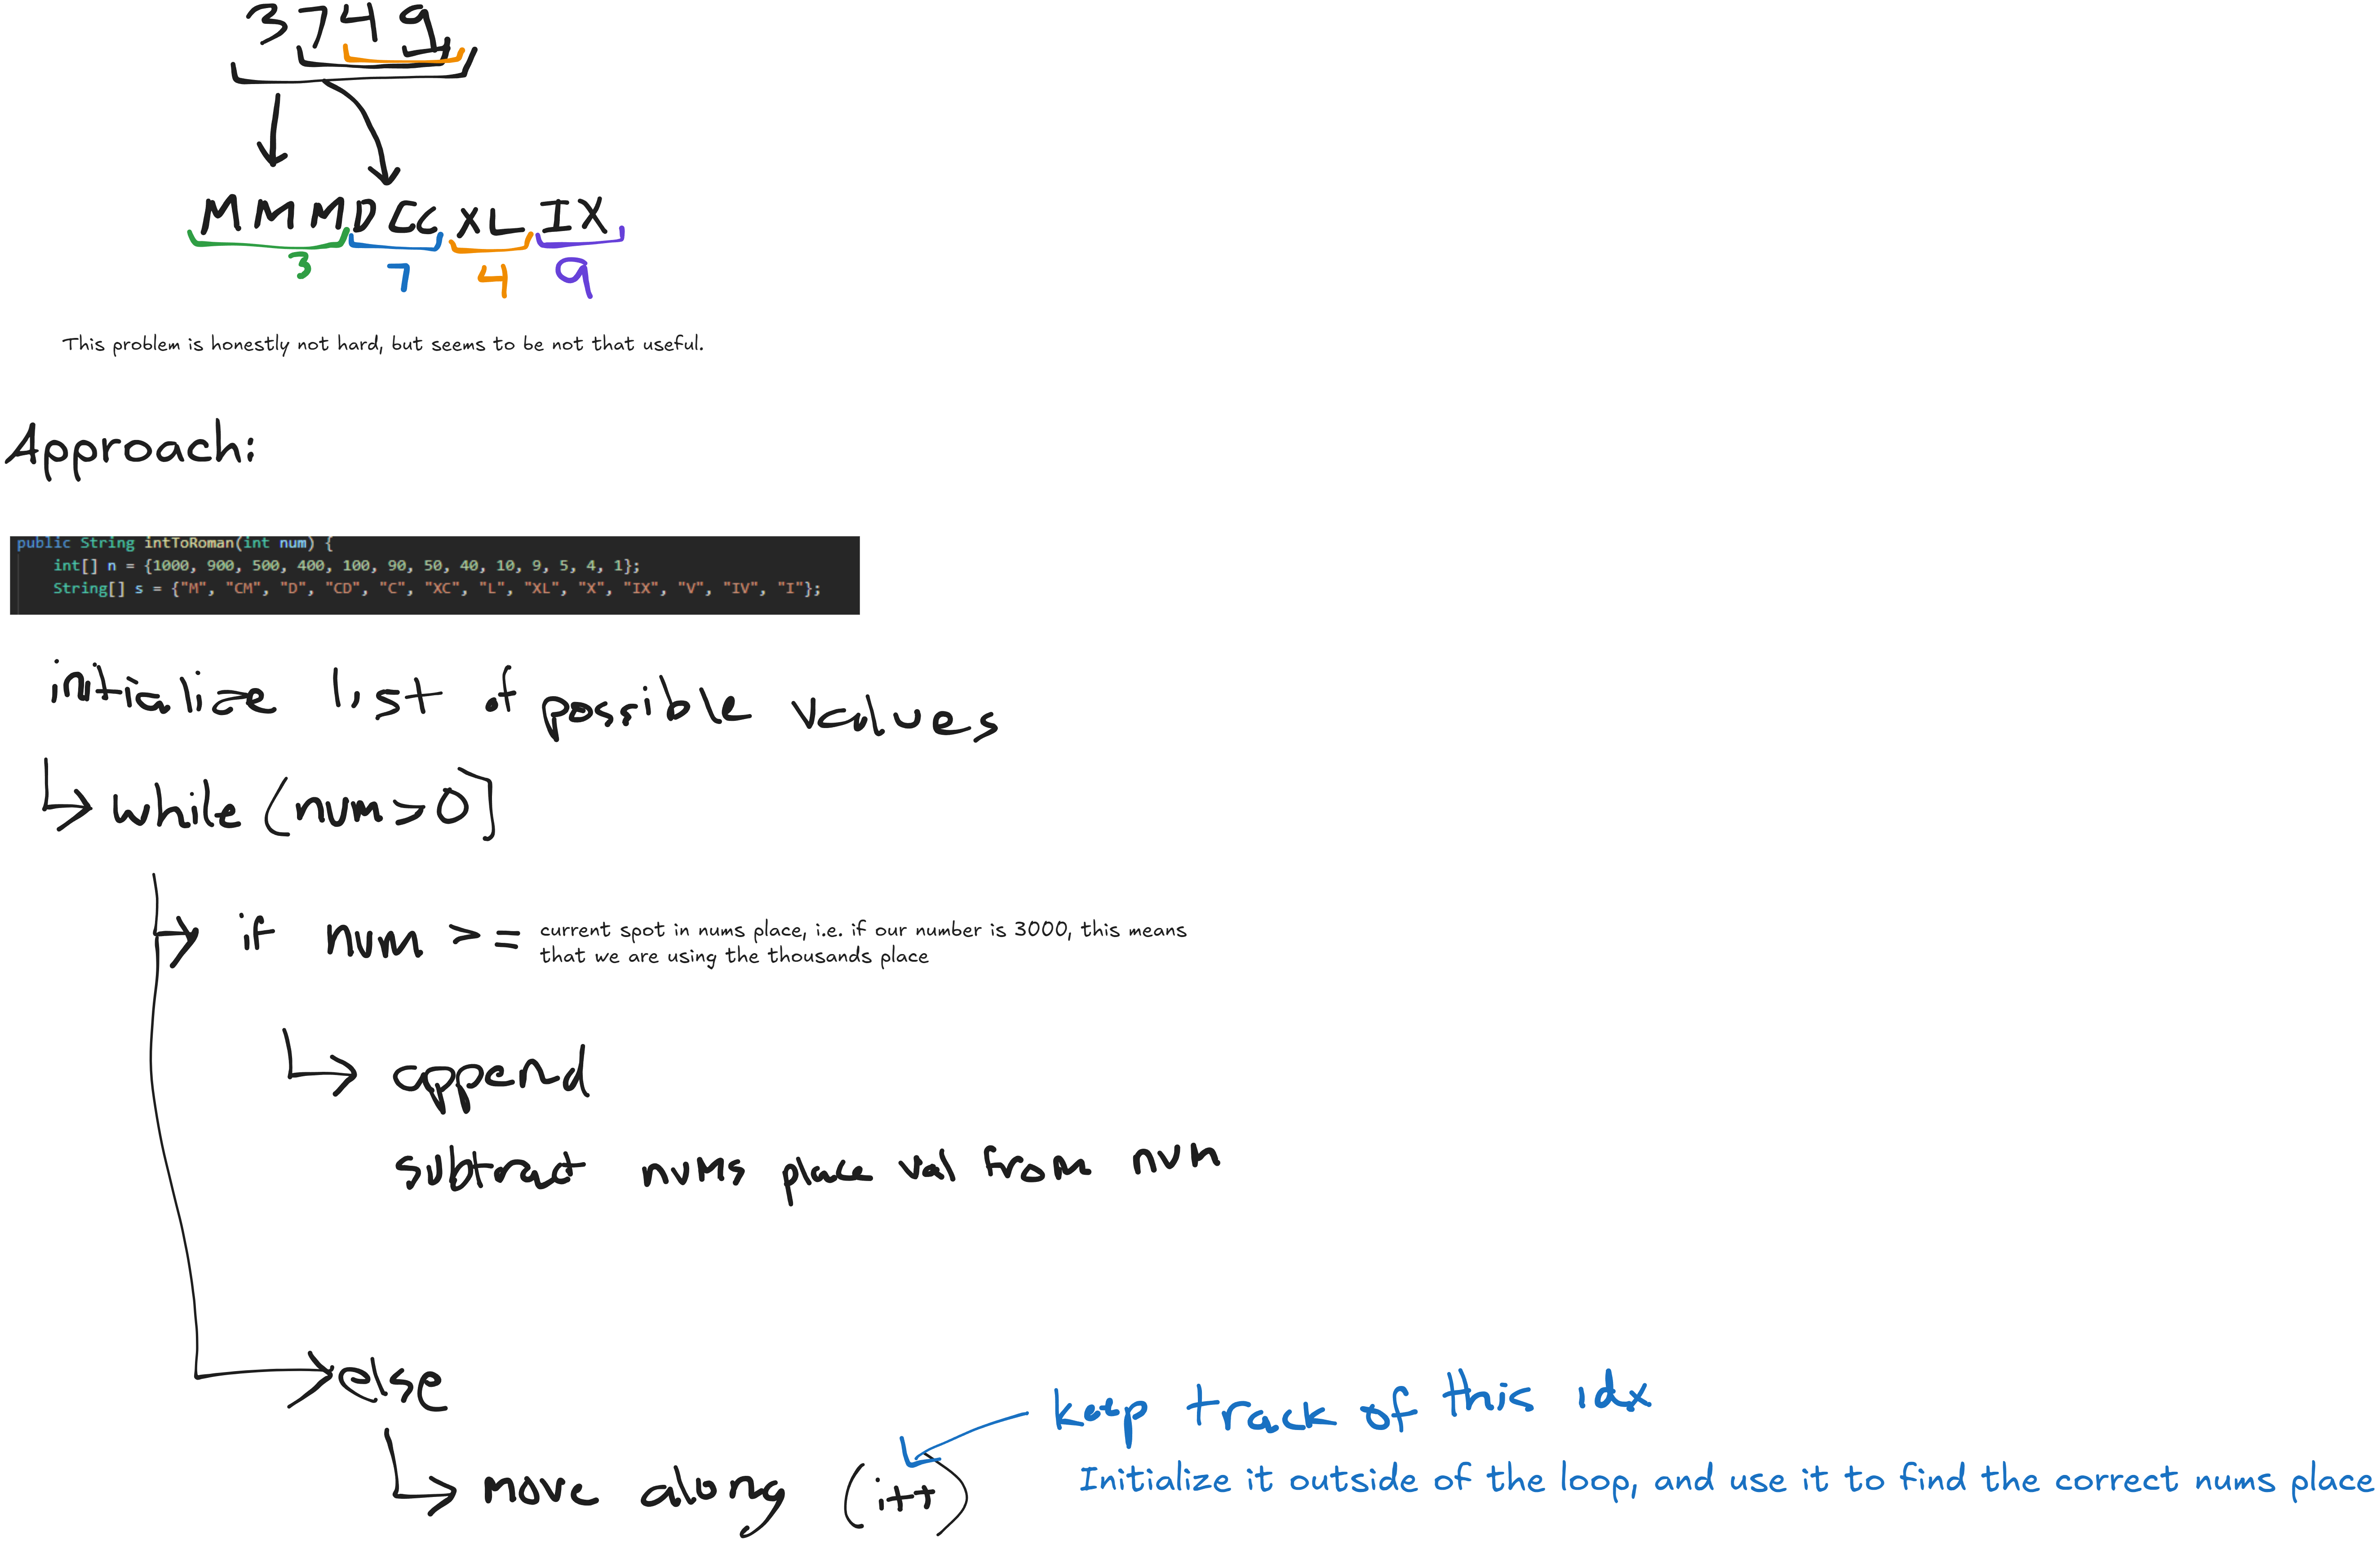 3749
MMMDCCXLIX
3 7 4 9
This problem is honestly not hard, but seems to be not that useful.
Approach:
public String intToRoman(int num) {
int[] n = {1000, 900, 500, 400, 100, 90, 50, 40, 10, 9, 5, 4, 1};
String[] s = {"M", "CM", "D", "CD", "C", "XC", "L", "XL", "X", "IX", "V", "IV", "I"};
initialize list of possible values
while (num>0)
if num >= current spot in nums place, i.e. if our number is 3000, this means
that we are using the thousands place
append
subtract nums place val from num
else
keep track of this idx
move along (i++)
Initialize it outside of the loop, and use it to find the correct nums place